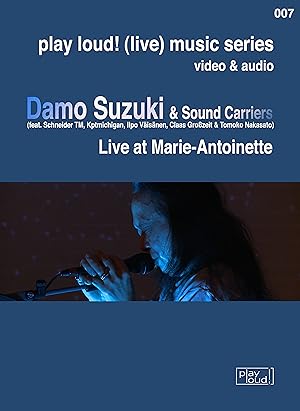 007
play loud! (live) music series
video & audio
Damo Suzuki & Sound Carriers
(feat. Schneider TM, Kptmichigan, Ilpo Väisänen, Claas Großzeit & Tomoko Nakasato)
Live at Marie-Antoinette
play
loud!